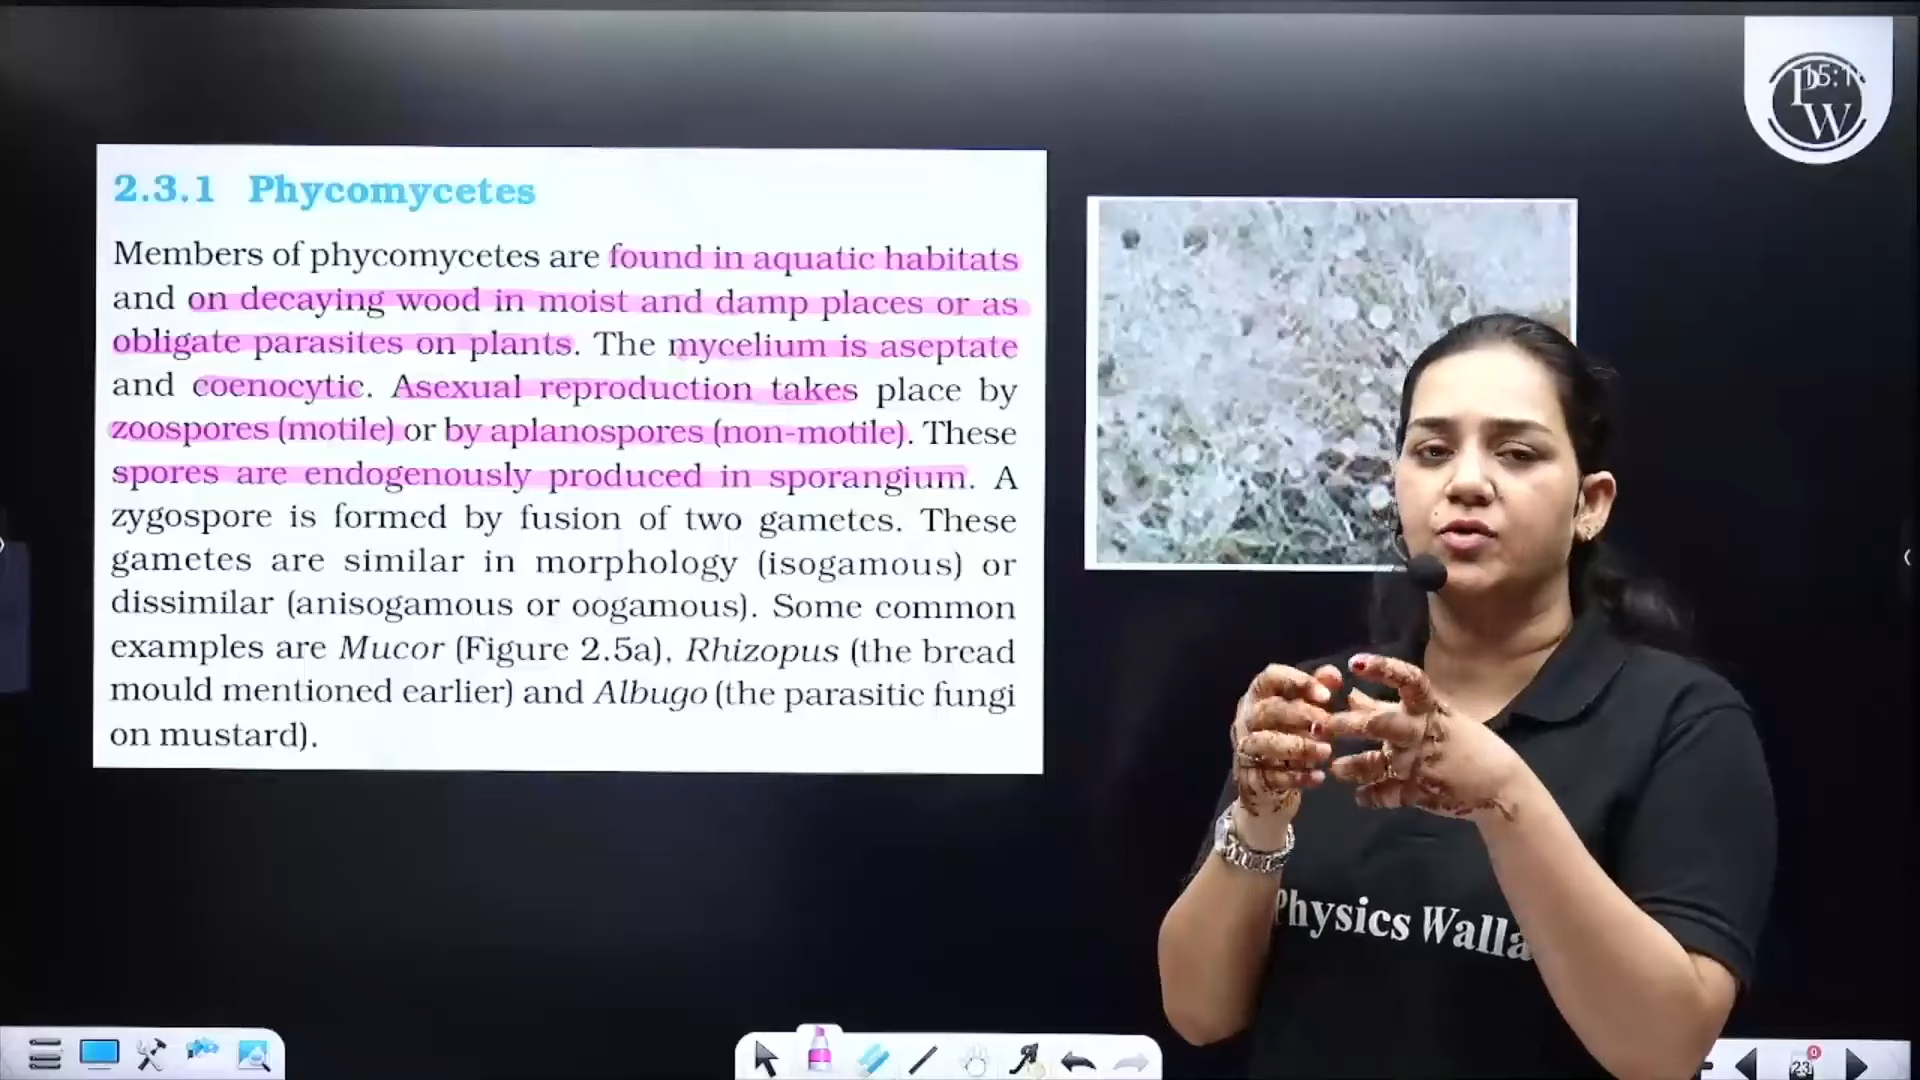 15:1
PW
2.3.1 Phycomycetes
Members of phycomycetes are found in aquatic habitats
and on decaying wood in moist and damp places or as
obligate parasites on plants. The mycelium is aseptate
and coenocytic. Asexual reproduction takes place by
zoospores (motile) or by aplanospores (non-motile). These
spores are endogenously produced in sporangium. A
zygospore is formed by fusion of two gametes. These
gametes are similar in morphology (isogamous) or
dissimilar (anisogamous or oogamous). Some common
examples are Mucor (Figure 2.5a), Rhizopus (the bread
mould mentioned earlier) and Albugo (the parasitic fungi
on mustard).
Physics Walla
23
0